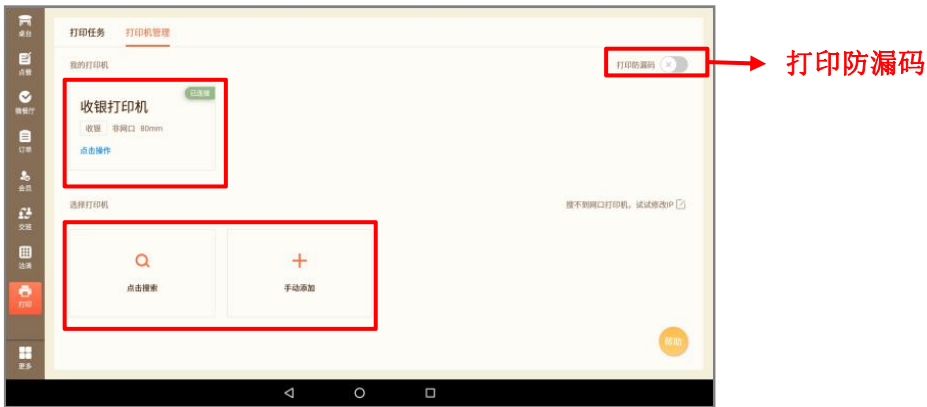 桌台
点餐
微餐厅
订单
会员
交班
沽清
打印
更多
打印任务 打印机管理
我的打印机
打印防漏码
打印防漏码
已连接
收银打印机
收银 非网口 80mm
点击操作
选择打印机
搜不到网口打印机，试试修改IP
点击搜索
手动添加
帮助